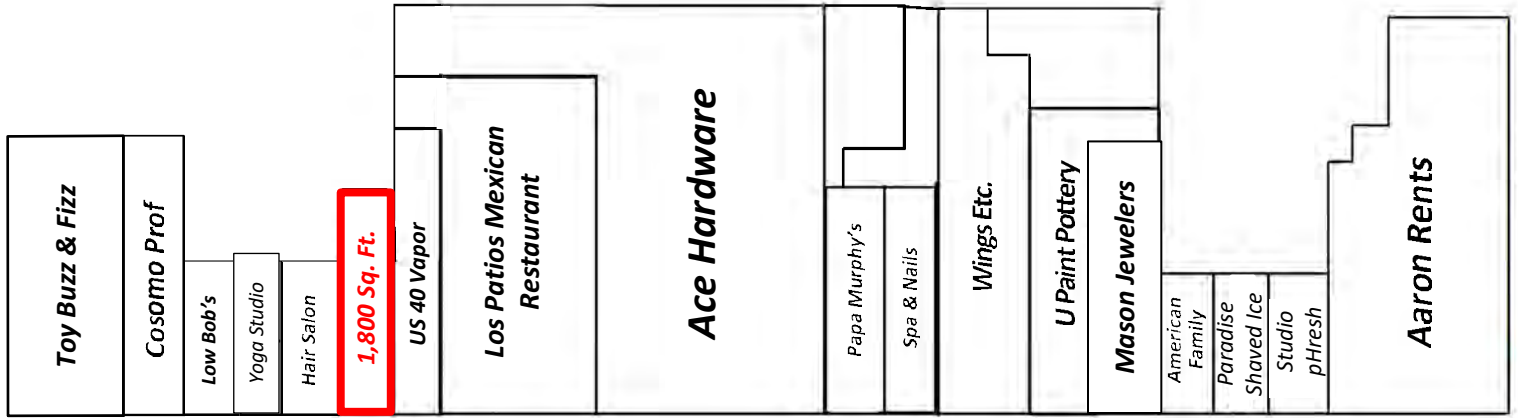 Toy Buzz & Fizz
Cosomo Prof
Low Bob's
Yoga Studio
Hair Salon
1,800 Sq. Ft.
US 40 Vapor
Los Patios Mexican
Restaurant
Ace Hardware
Papa Murphy's
Spa & Nails
Wings Etc.
U Paint Pottery
Mason Jewelers
American
Family
Paradise
Shaved Ice
Studio
pHresh
Aaron Rents